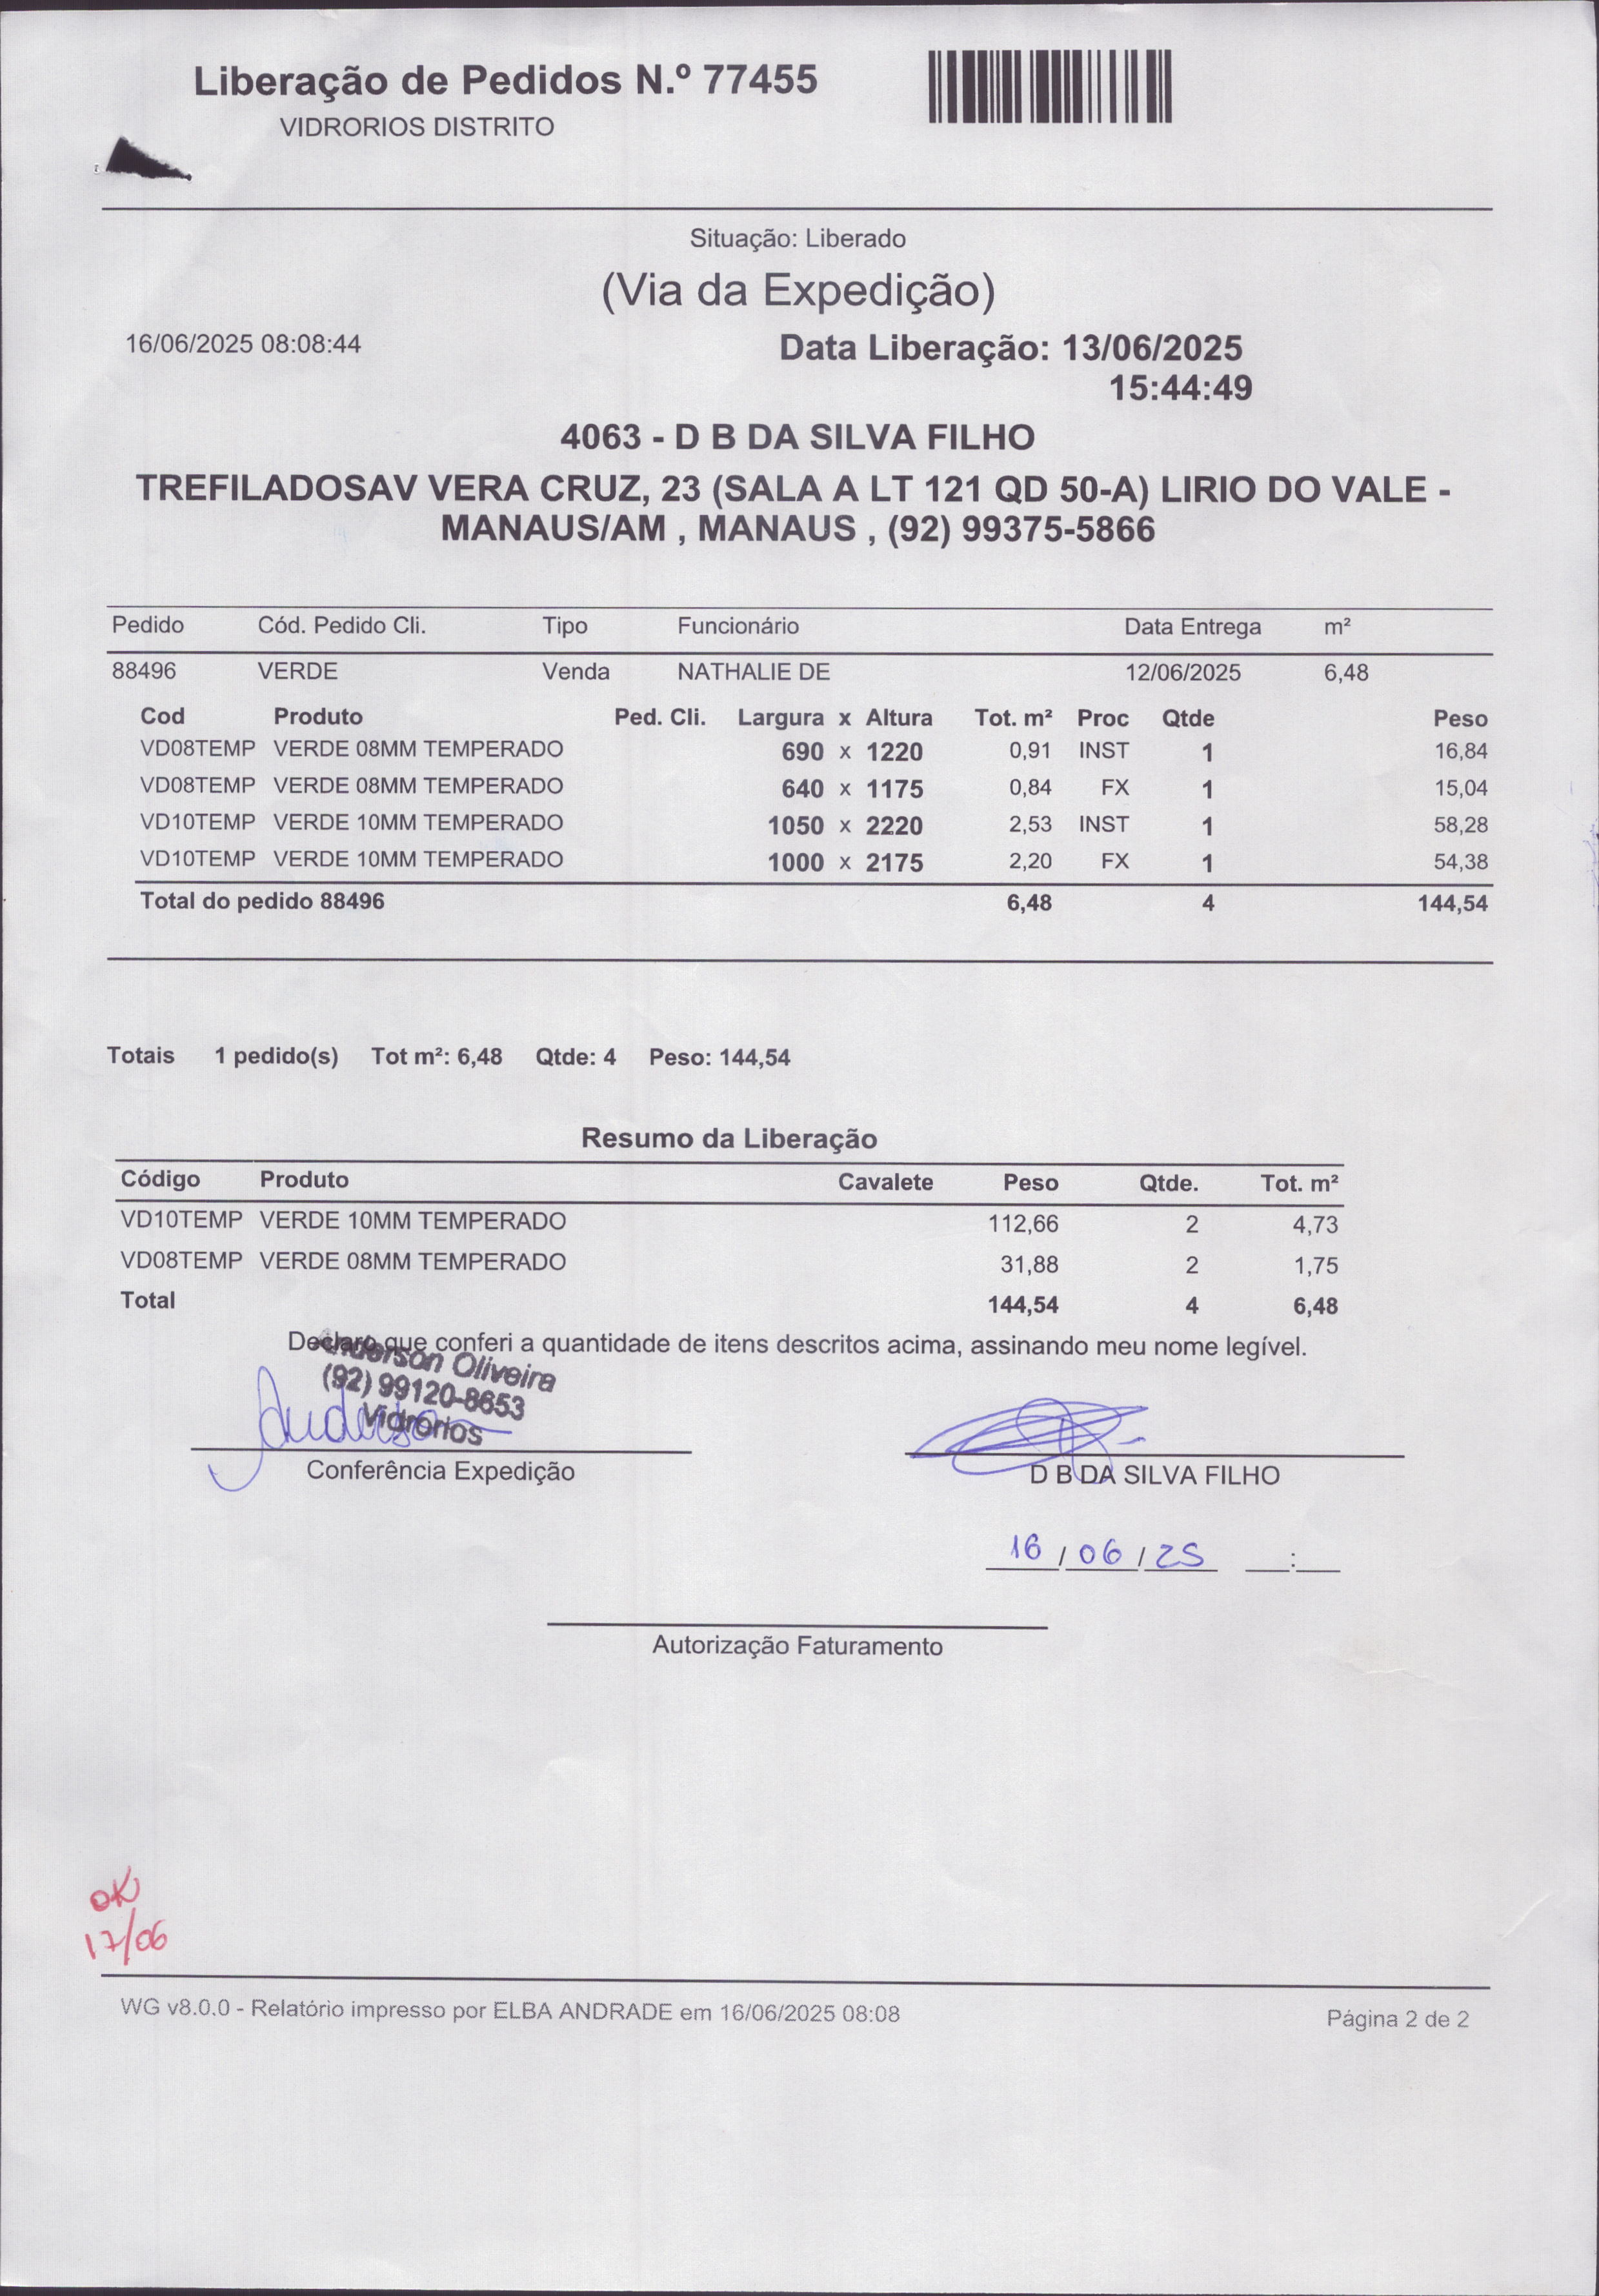 Liberação de Pedidos N.º 77455
VIDRORIOS DISTRITO
Situação: Liberado
(Via da Expedição)
16/06/2025 08:08:44 Data Liberação: 13/06/2025
15:44:49
4063 - D B DA SILVA FILHO
TREFILADOSAV VERA CRUZ, 23 (SALA A LT 121 QD 50-A) LIRIO DO VALE -
MANAUS/AM , MANAUS , (92) 99375-5866
Pedido Cód. Pedido Cli. Tipo Funcionário Data Entrega m²
88496 VERDE Venda NATHALIE DE 12/06/2025 6,48
Cod Produto Ped. Cli. Largura x Altura Tot. m² Proc Qtde Peso
VD08TEMP VERDE 08MM TEMPERADO 690 x 1220 0,91 INST 1 16,84
VD08TEMP VERDE 08MM TEMPERADO 640 x 1175 0,84 FX 1 15,04
VD10TEMP VERDE 10MM TEMPERADO 1050 x 2220 2,53 INST 1 58,28
VD10TEMP VERDE 10MM TEMPERADO 1000 x 2175 2,20 FX 1 54,38
Total do pedido 88496 6,48 4 144,54
Totais 1 pedido(s) Tot m²: 6,48 Qtde: 4 Peso: 144,54
Resumo da Liberação
Código Produto Cavalete Peso Qtde. Tot. m²
VD10TEMP VERDE 10MM TEMPERADO 112,66 2 4,73
VD08TEMP VERDE 08MM TEMPERADO 31,88 2 1,75
Total 144,54 4 6,48
Declaro que conferi a quantidade de itens descritos acima, assinando meu nome legível.
Anderson Oliveira
(92) 99120-8653
Vidrorios
Conferência Expedição
D B DA SILVA FILHO
16 / 06 / 25 __:__
Autorização Faturamento
OK
17/06
WG v8.0.0 - Relatório impresso por ELBA ANDRADE em 16/06/2025 08:08 Página 2 de 2